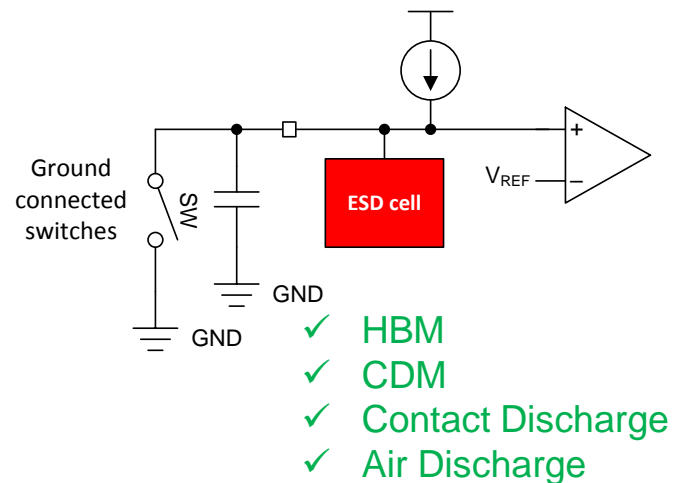 Ground
connected
switches
SW
ESD cell
VREF
+
−
GND
GND
✓ HBM
✓ CDM
✓ Contact Discharge
✓ Air Discharge